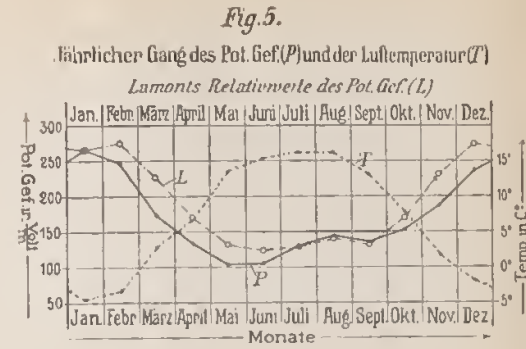 Fig. 5.
Jährlicher Gang des Pot. Gef. (P) und der Luftemperatur (T)
Lamonts Relativwerte des Pot. Gef. (L)
Jan. Febr. März April Mai Juni Juli Aug. Sept. Okt. Nov. Dez.
300
250
200
150
100
50
15°
10°
5°
0°
5°
Pot. Gef. in Volt/m
Temp. in C°
L
T
P
Jan. Febr. März April Mai Juni Juli Aug. Sept. Okt. Nov. Dez.
Monate